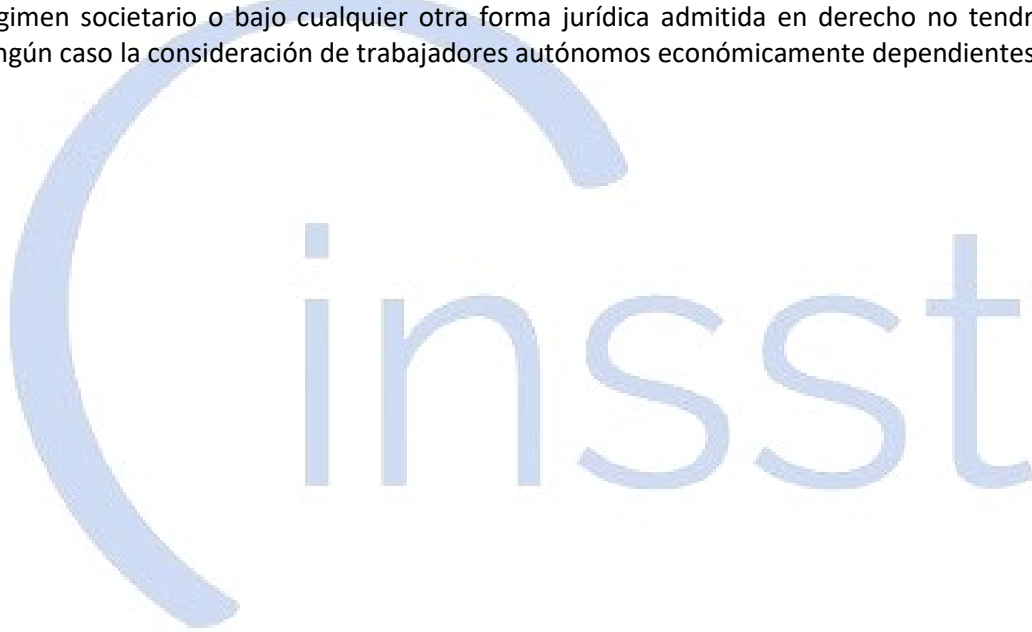 gimen societario o bajo cualquier otra forma jurídica admitida en derecho no tendr
ngún caso la consideración de trabajadores autónomos económicamente dependientes
insst